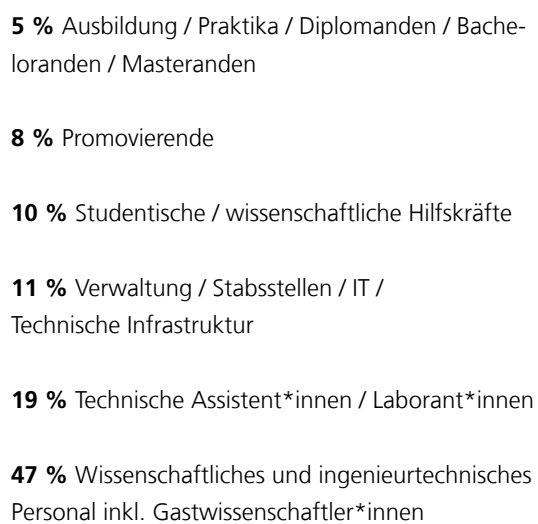 5 % Ausbildung / Praktika / Diplomanden / Bache-
loranden / Masteranden
8 % Promovierende
10 % Studentische / wissenschaftliche Hilfskräfte
11 % Verwaltung / Stabsstellen / IT /
Technische Infrastruktur
19 % Technische Assistent*innen / Laborant*innen
47 % Wissenschaftliches und ingenieurtechnisches
Personal inkl. Gastwissenschaftler*innen